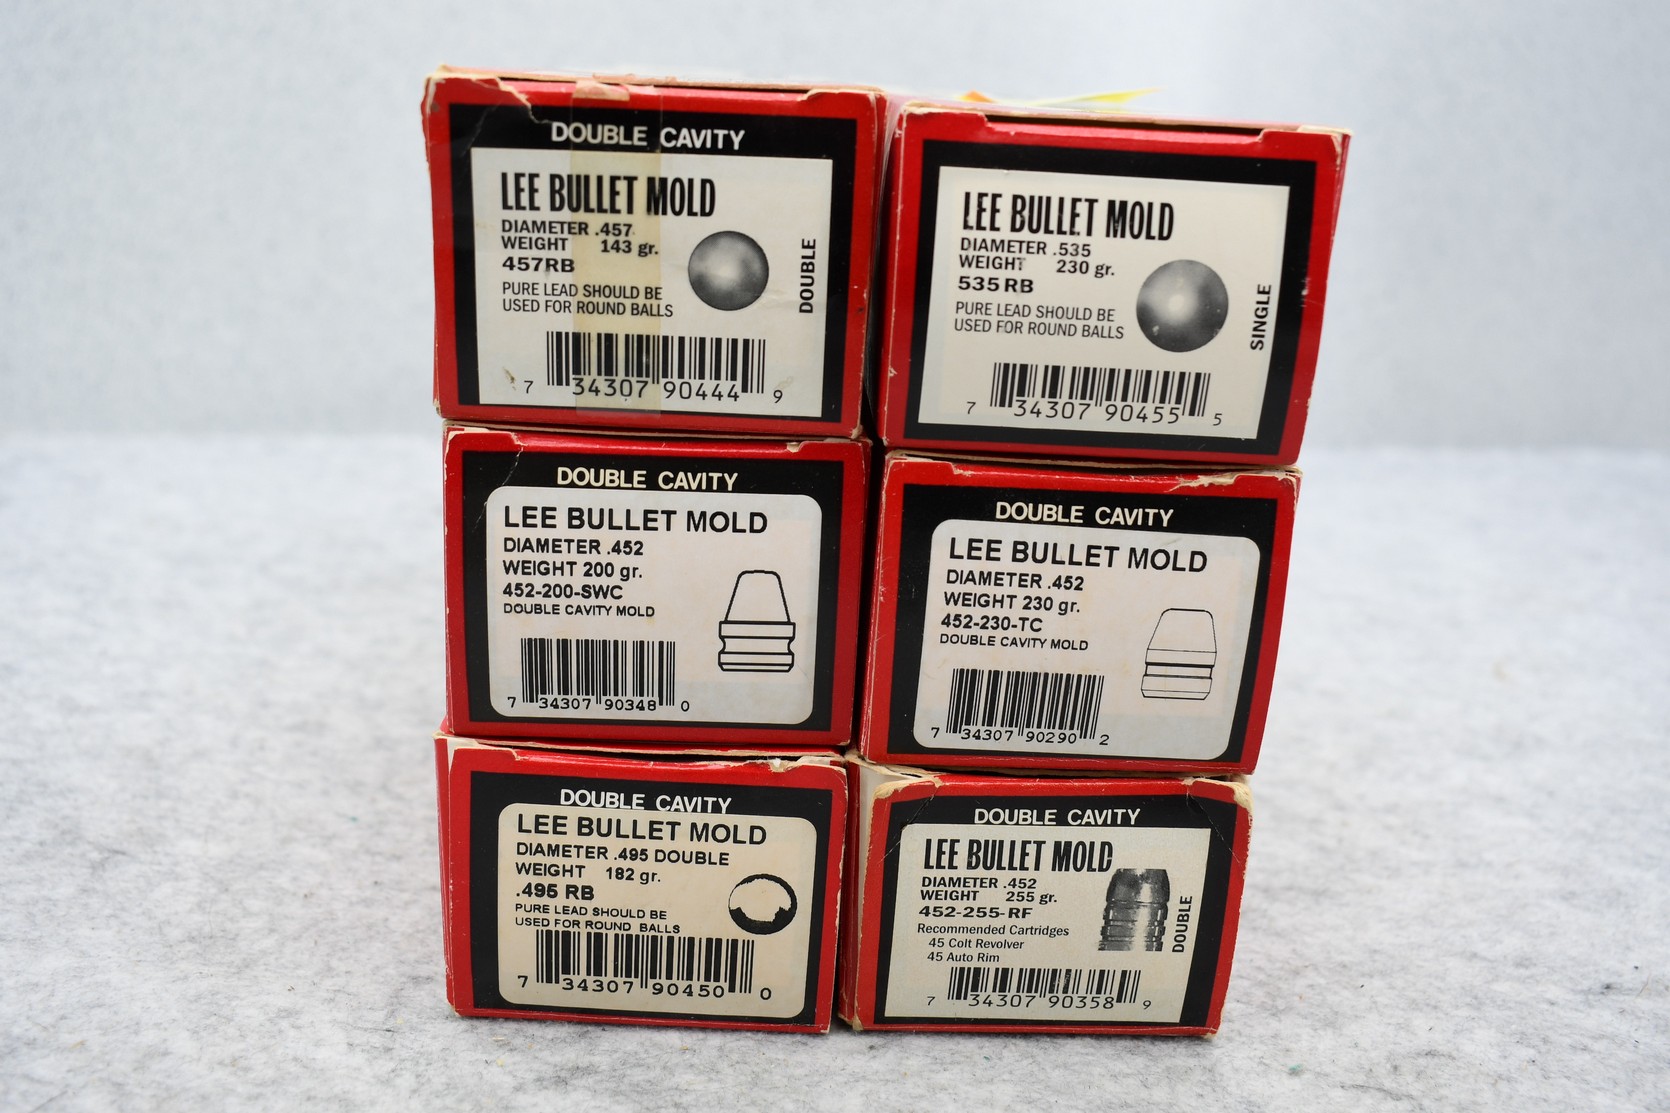 DOUBLE CAVITY
LEE BULLET MOLD
DIAMETER .457
WEIGHT 143 gr.
457RB
PURE LEAD SHOULD BE
USED FOR ROUND BALLS
DOUBLE
7 34307 90444 9
LEE BULLET MOLD
DIAMETER .535
WEIGHT 230 gr.
535 RB
PURE LEAD SHOULD BE
USED FOR ROUND BALLS
SINGLE
7 34307 90455 5
DOUBLE CAVITY
LEE BULLET MOLD
DIAMETER .452
WEIGHT 200 gr.
452-200-SWC
DOUBLE CAVITY MOLD
7 34307 90348 0
DOUBLE CAVITY
LEE BULLET MOLD
DIAMETER .452
WEIGHT 230 gr.
452-230-TC
DOUBLE CAVITY MOLD
7 34307 90290 2
DOUBLE CAVITY
LEE BULLET MOLD
DIAMETER .495 DOUBLE
WEIGHT 182 gr.
.495 RB
PURE LEAD SHOULD BE
USED FOR ROUND BALLS
7 34307 90450 0
DOUBLE CAVITY
LEE BULLET MOLD
DIAMETER .452
WEIGHT 255 gr.
452-255-RF
Recommended Cartridges
45 Colt Revolver
45 Auto Rim
DOUBLE
7 34307 90358 9